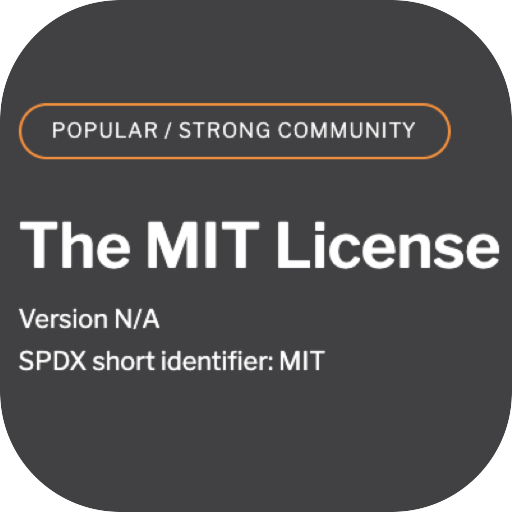 POPULAR / STRONG COMMUNITY
The MIT License
Version N/A
SPDX short identifier: MIT